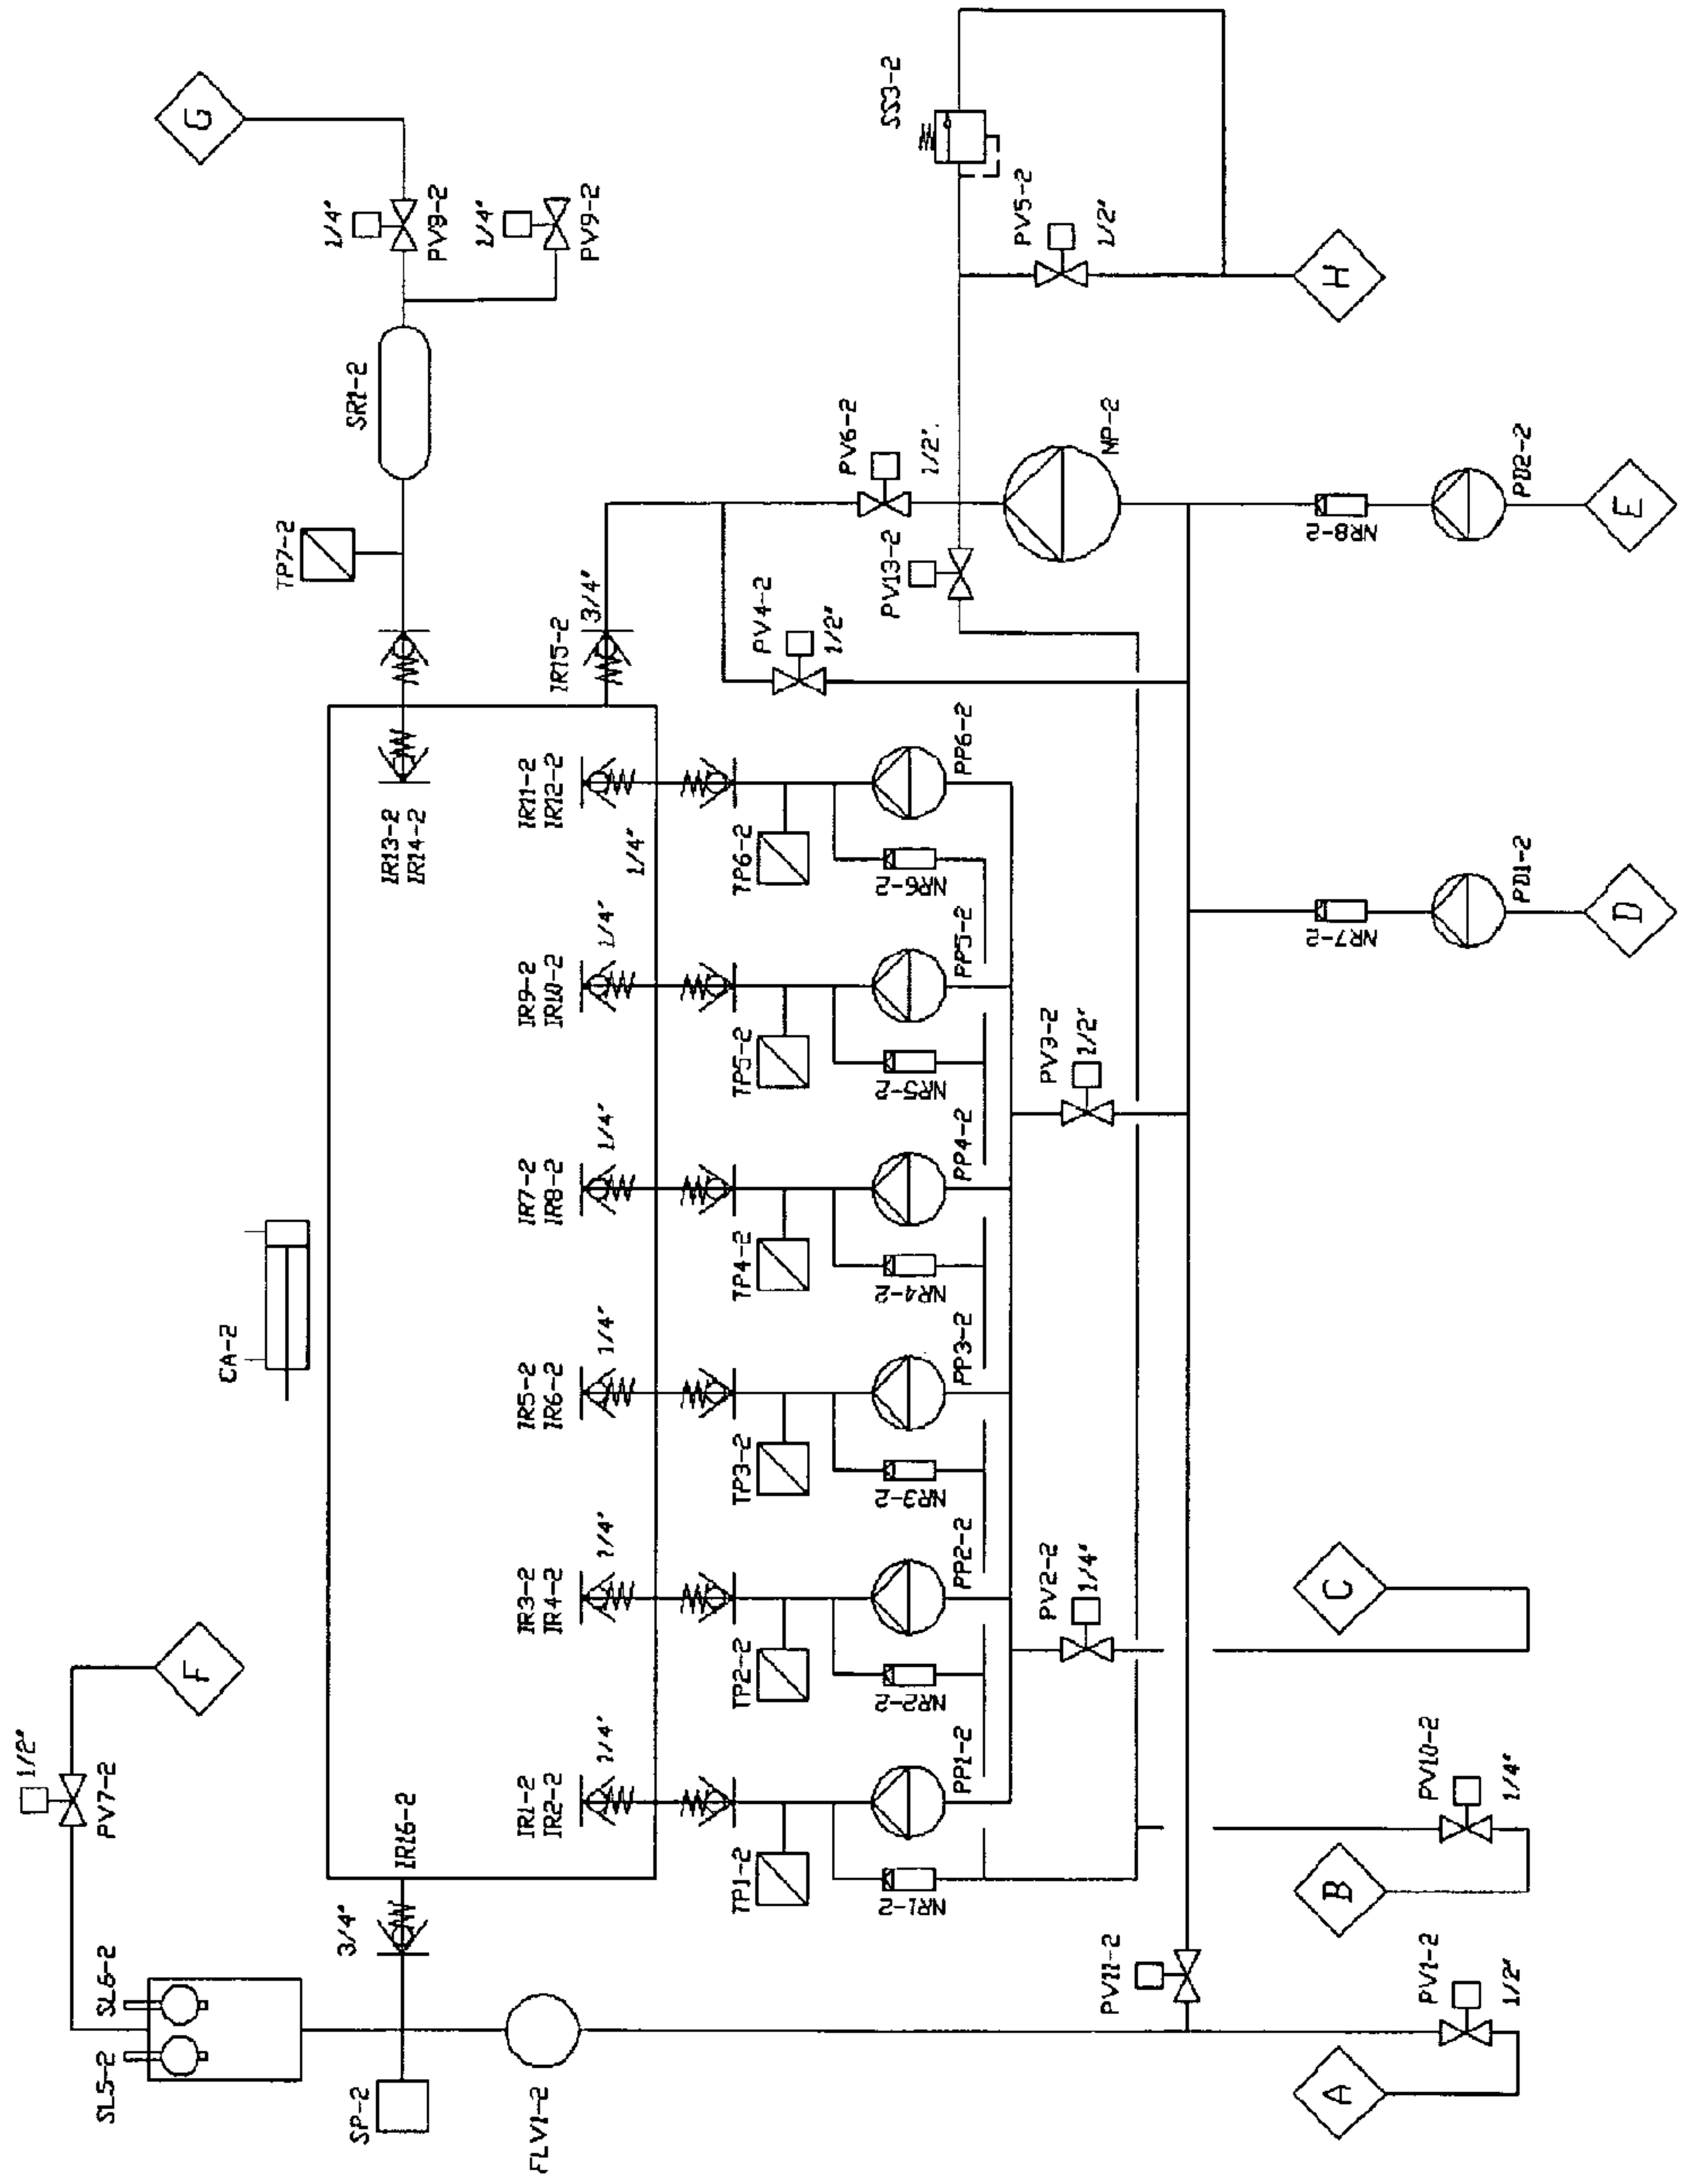 1/2"
PV7-2
F
SL5-2
SL6-2
SP-2
3/4"
IR16-2
FLV1-2
CA-2
G
1/4"
PV8-2
1/4"
PV9-2
SR1-2
TP7-2
IR13-2
IR14-2
IR15-2
3/4"
IR1-2
IR2-2
1/4"
IR3-2
IR4-2
1/4"
IR5-2
IR6-2
1/4"
IR7-2
IR8-2
1/4"
IR9-2
IR10-2
1/4"
IR11-2
IR12-2
1/4"
TP1-2
TP2-2
TP3-2
TP4-2
TP5-2
TP6-2
NR1-2
NR2-2
NR3-2
NR4-2
NR5-2
NR6-2
PP1-2
PP2-2
PP3-2
PP4-2
PP5-2
PP6-2
PV4-2
1/2"
PV6-2
1/2"
PV13-2
MP-2
SS3-2
PV5-2
1/2"
H
PV11-2
PV2-2
1/4"
PV3-2
1/2"
A
PV1-2
1/2"
B
PV10-2
1/4"
C
NR7-2
PD1-2
D
NR8-2
PD2-2
E